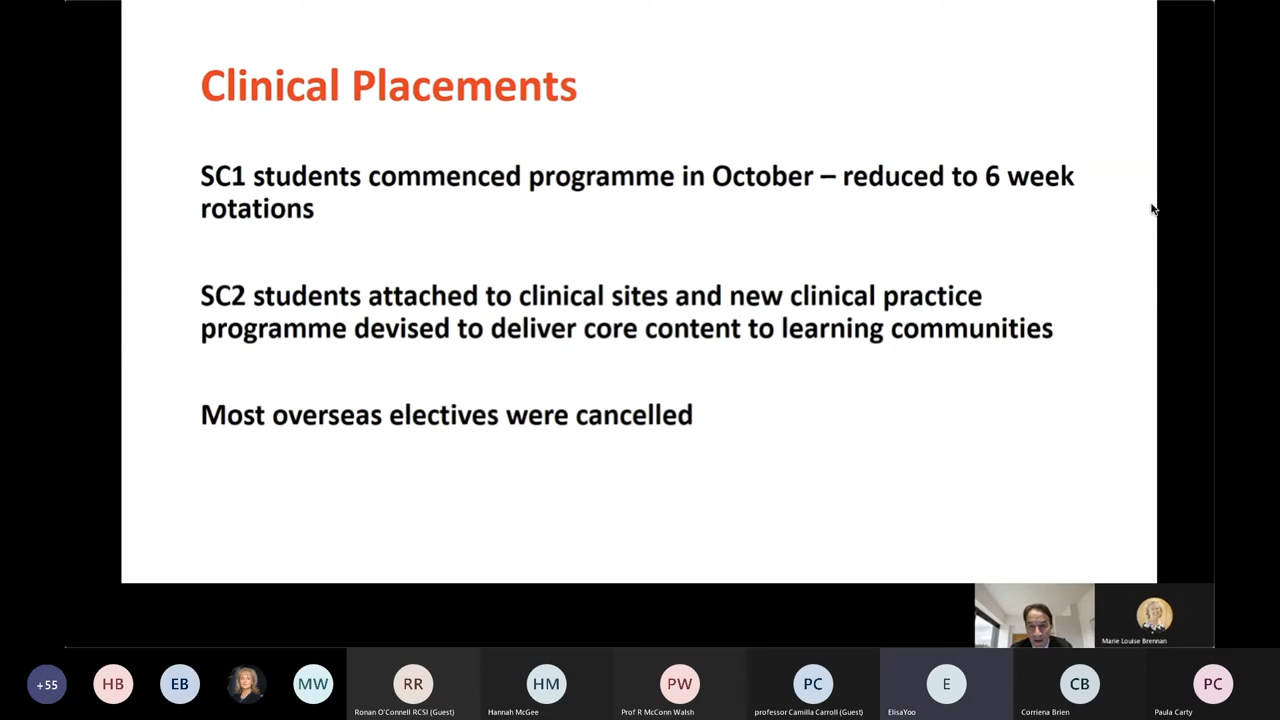 Clinical Placements
SC1 students commenced programme in October – reduced to 6 week
rotations
SC2 students attached to clinical sites and new clinical practice
programme devised to deliver core content to learning communities
Most overseas electives were cancelled
Marie Louise Brennan
+55
HB
EB
MW
RR
HM
PW
PC
E
CB
PC
Ronan O'Connell RCSI (Guest)
Hannah McGee
Prof R McConn Walsh
professor Camilla Carroll (Guest)
ElisaYoo
Corriena Brien
Paula Carty